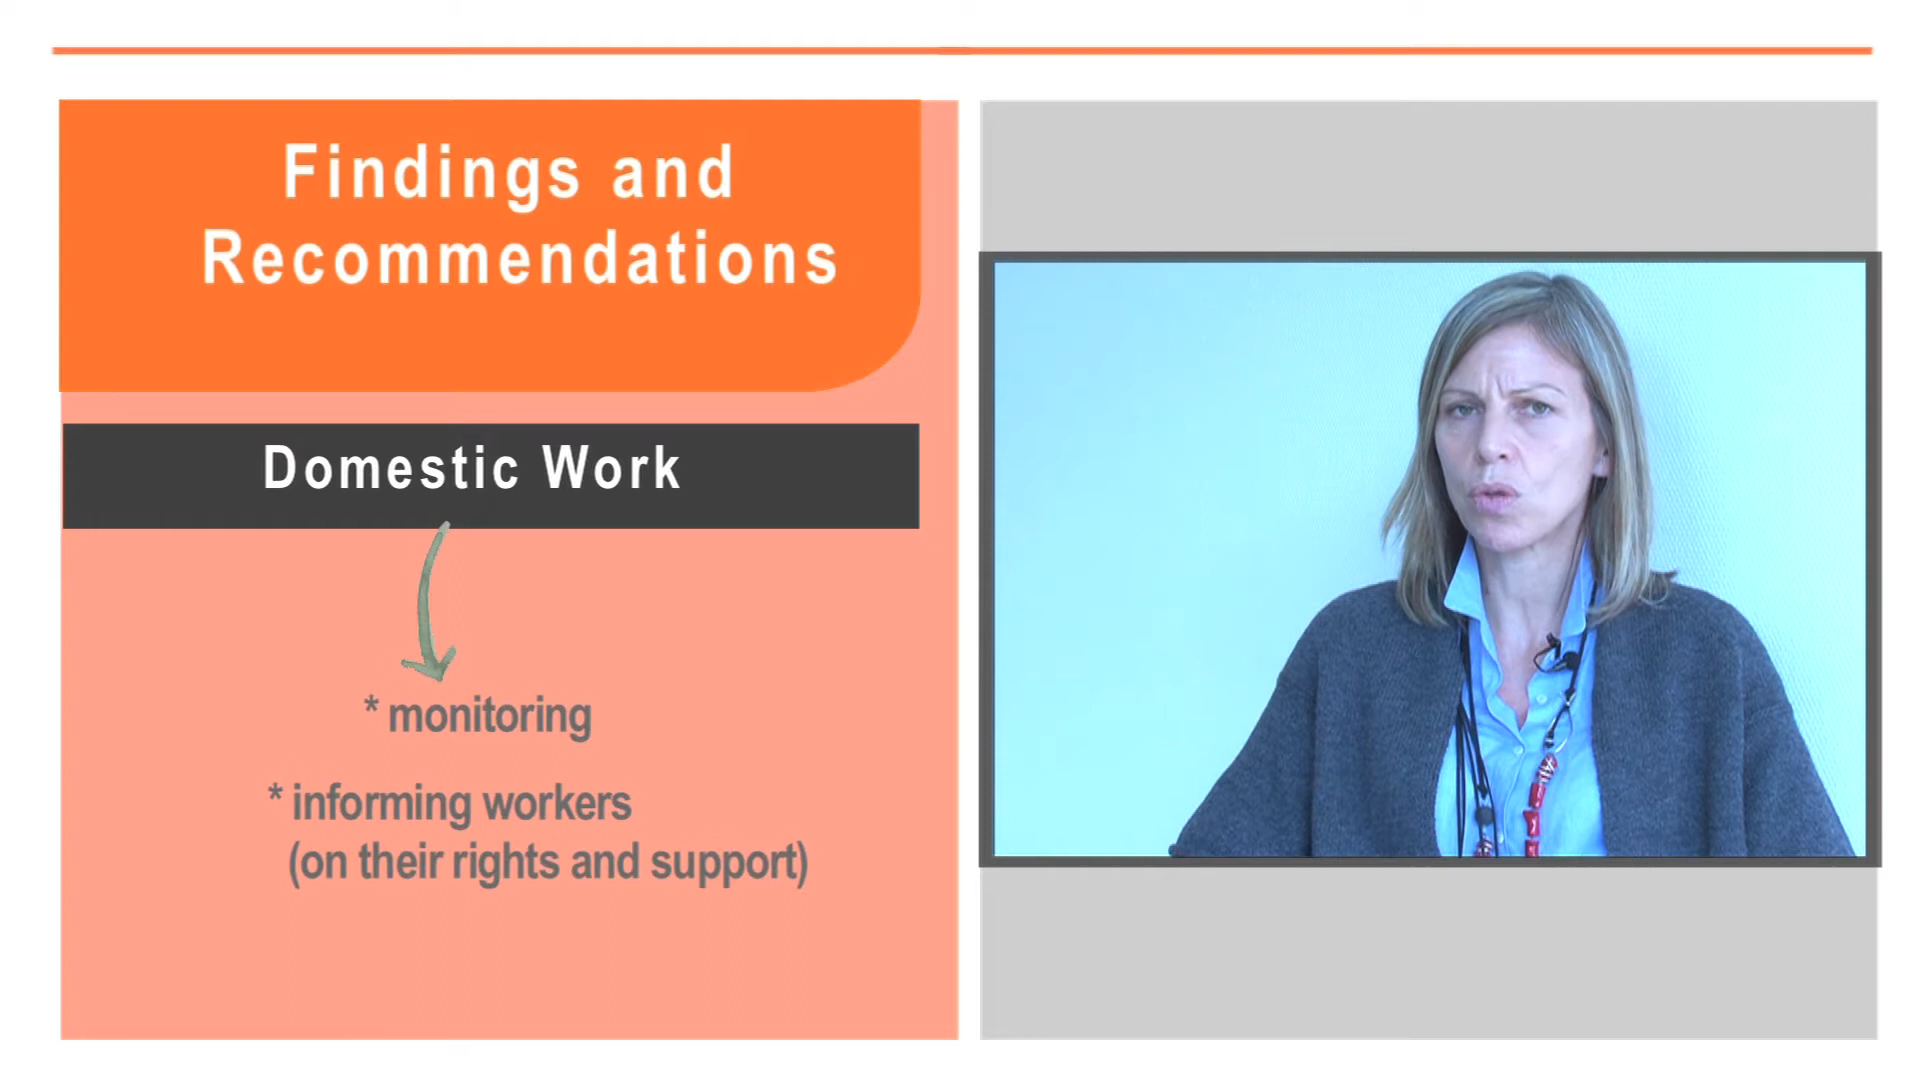 Findings and
Recommendations
Domestic Work
* monitoring
* informing workers
(on their rights and support)